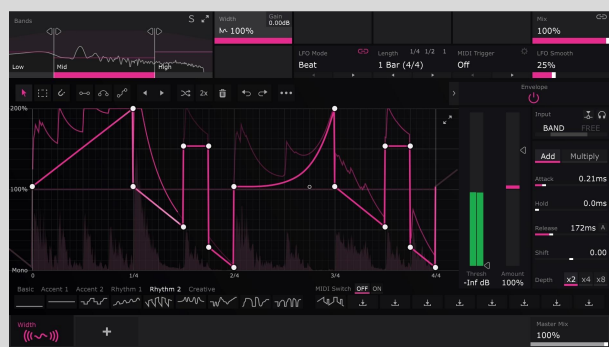 Bands S
Low Mid High
Width Gain
0.00dB
100%
Mix
100%
LFO Mode Length 1/4 1/2 1 MIDI Trigger LFO Smooth
Beat 1 Bar (4/4) Off 25%
2x
Envelope
200%
100%
Mono
0 1/4 2/4 3/4 4/4
Thresh Amount
-Inf dB 100%
Input
BAND FREE
Add Multiply
Attack 0.21ms
Hold 0.0ms
Release 172ms A
Shift 0.00
Depth x2 x4 x8
Basic Accent 1 Accent 2 Rhythm 1 Rhythm 2 Creative MIDI Switch OFF ON
Width
+
Master Mix
100%